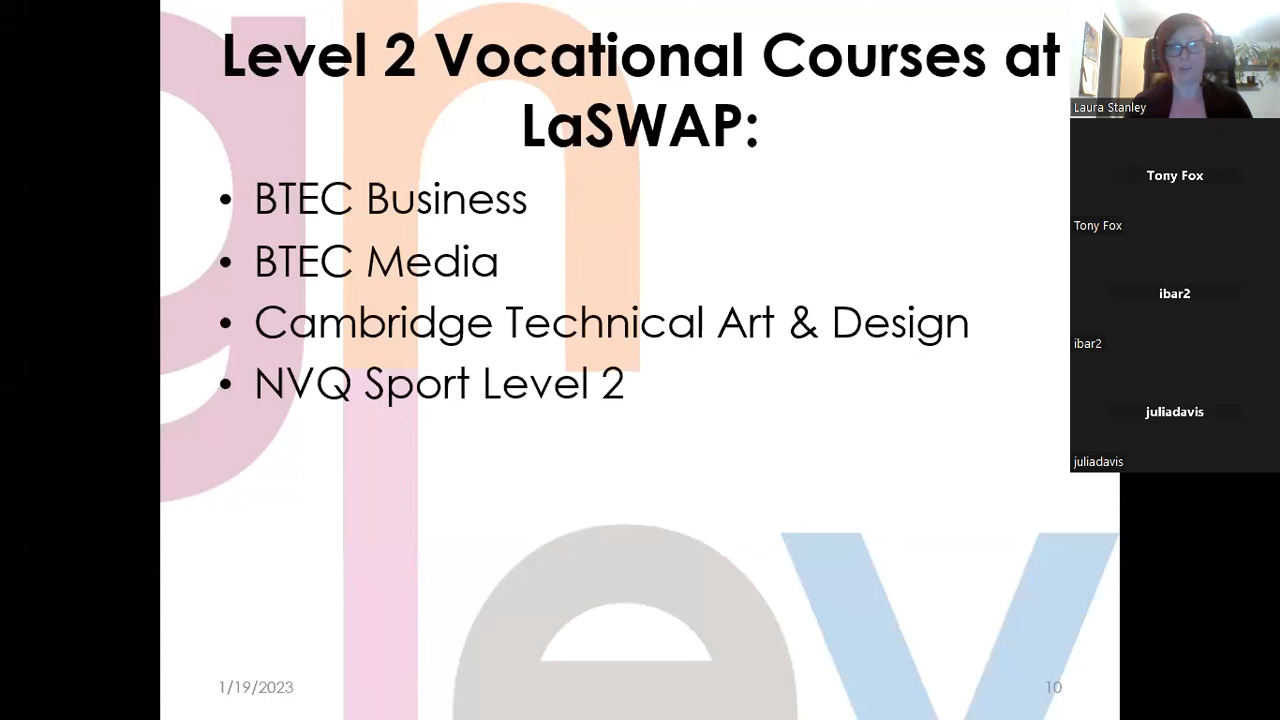 Level 2 Vocational Courses at
LaSWAP:
• BTEC Business
• BTEC Media
• Cambridge Technical Art & Design
• NVQ Sport Level 2
1/19/2023
10
Laura Stanley
Tony Fox
Tony Fox
ibar2
ibar2
juliadavis
juliadavis